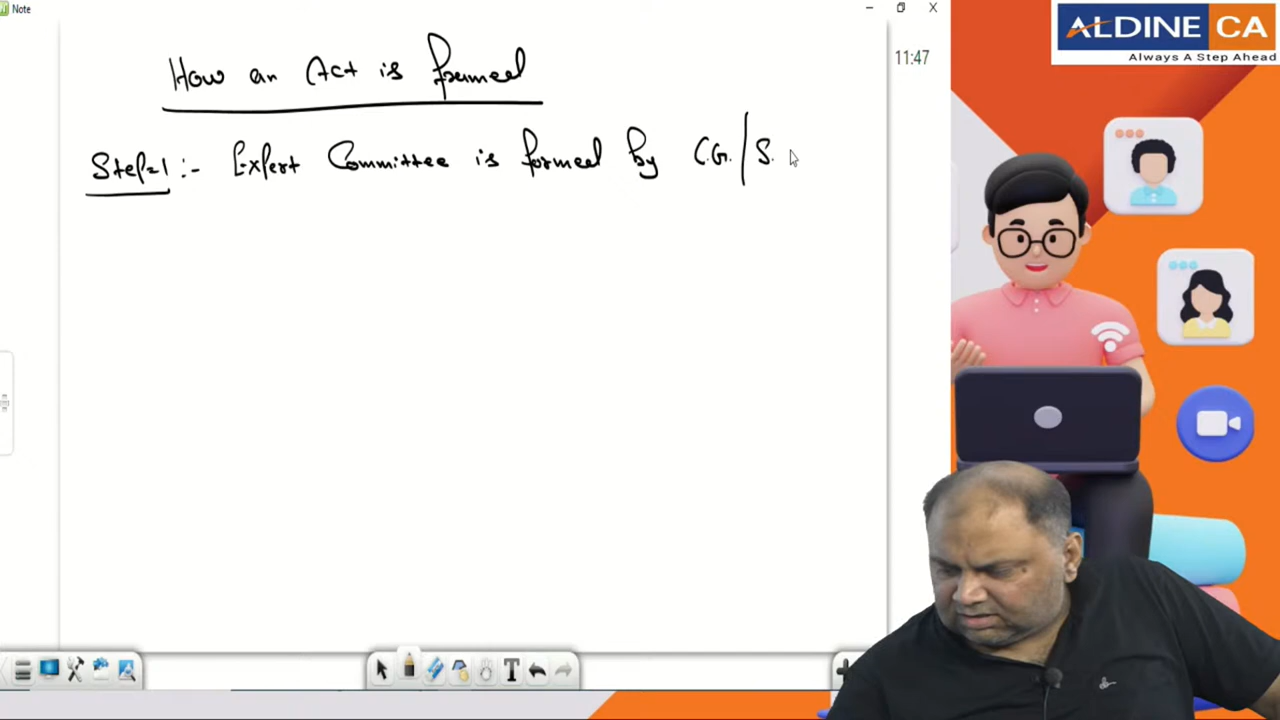 Note
ALDINE CA
Always A Step Ahead
11:47
How an Act is formed
Step=1 :- Expert Committee is formed by C.G. / S.